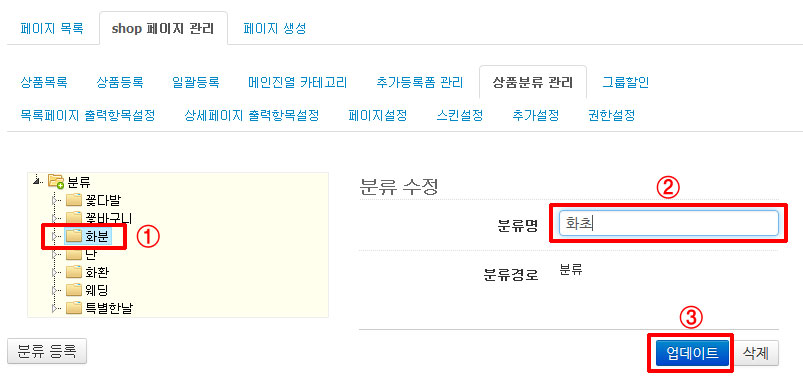 페이지 목록 shop 페이지 관리 페이지 생성
상품목록 상품등록 일괄등록 메인진열 카테고리 추가등록폼 관리 상품분류 관리 그룹할인
목록페이지 출력항목설정 상세페이지 출력항목설정 페이지설정 스킨설정 추가설정 권한설정
분류
꽃다발
꽃바구니
화분 ①
난
화환
웨딩
특별한날
분류 등록
분류 수정
②
분류명 화초
분류경로 분류
③
업데이트 삭제